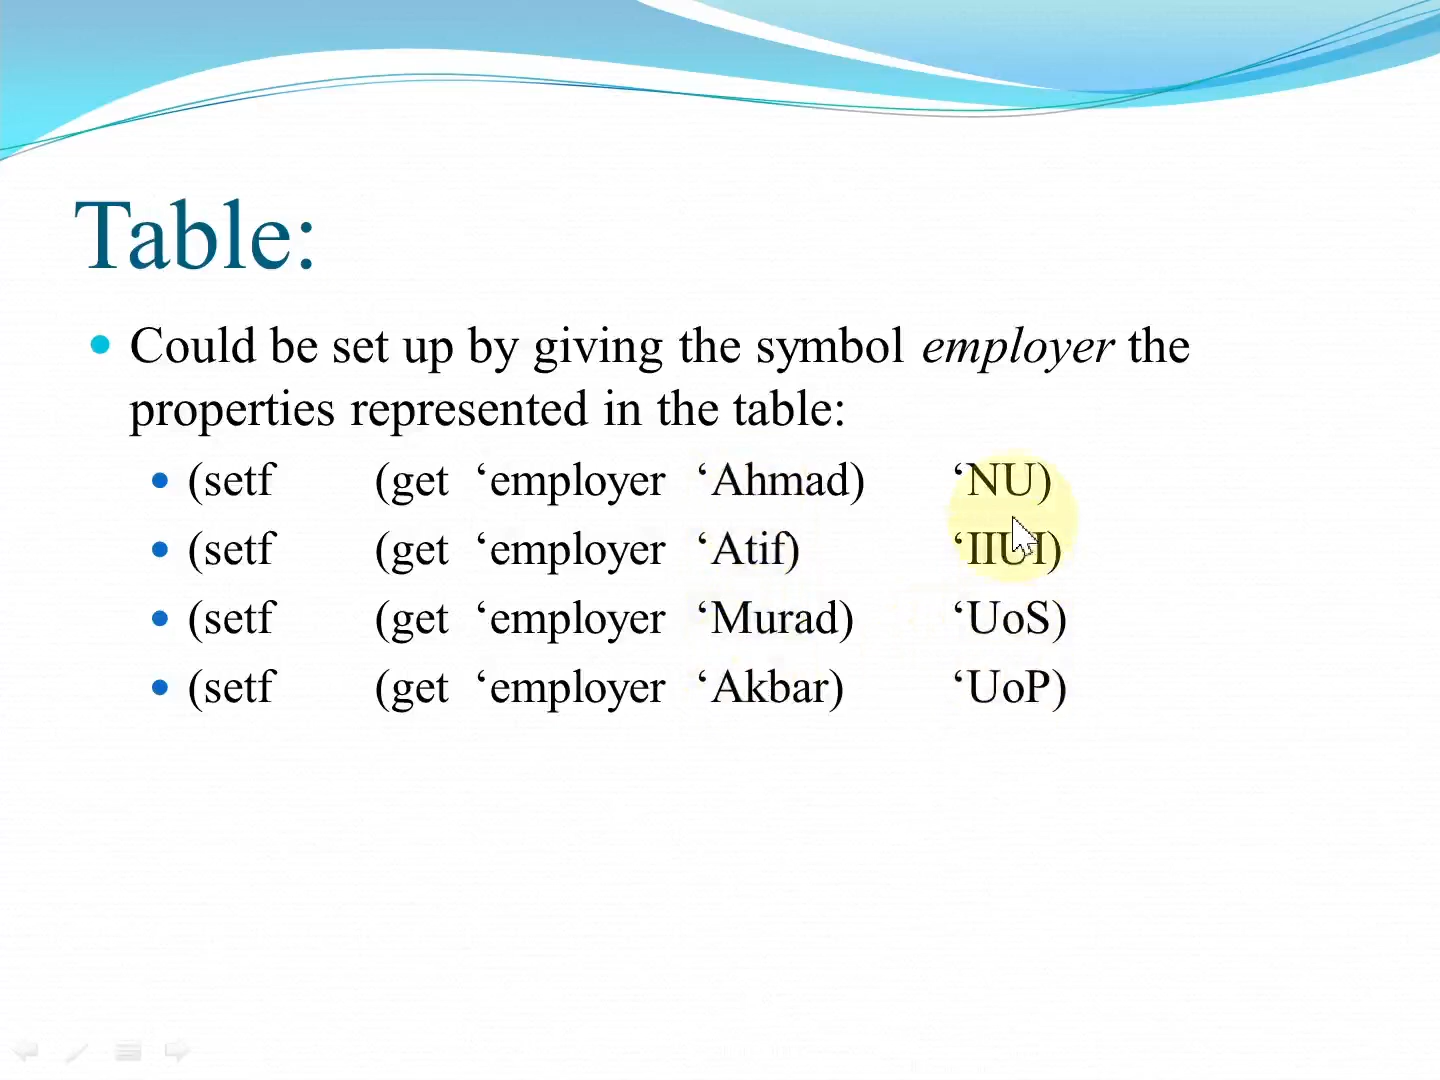 Table:
Could be set up by giving the symbol employer the
properties represented in the table:
(setf (get ‘employer ‘Ahmad) ‘NU)
(setf (get ‘employer ‘Atif) ‘IIUI)
(setf (get ‘employer ‘Murad) ‘UoS)
(setf (get ‘employer ‘Akbar) ‘UoP)